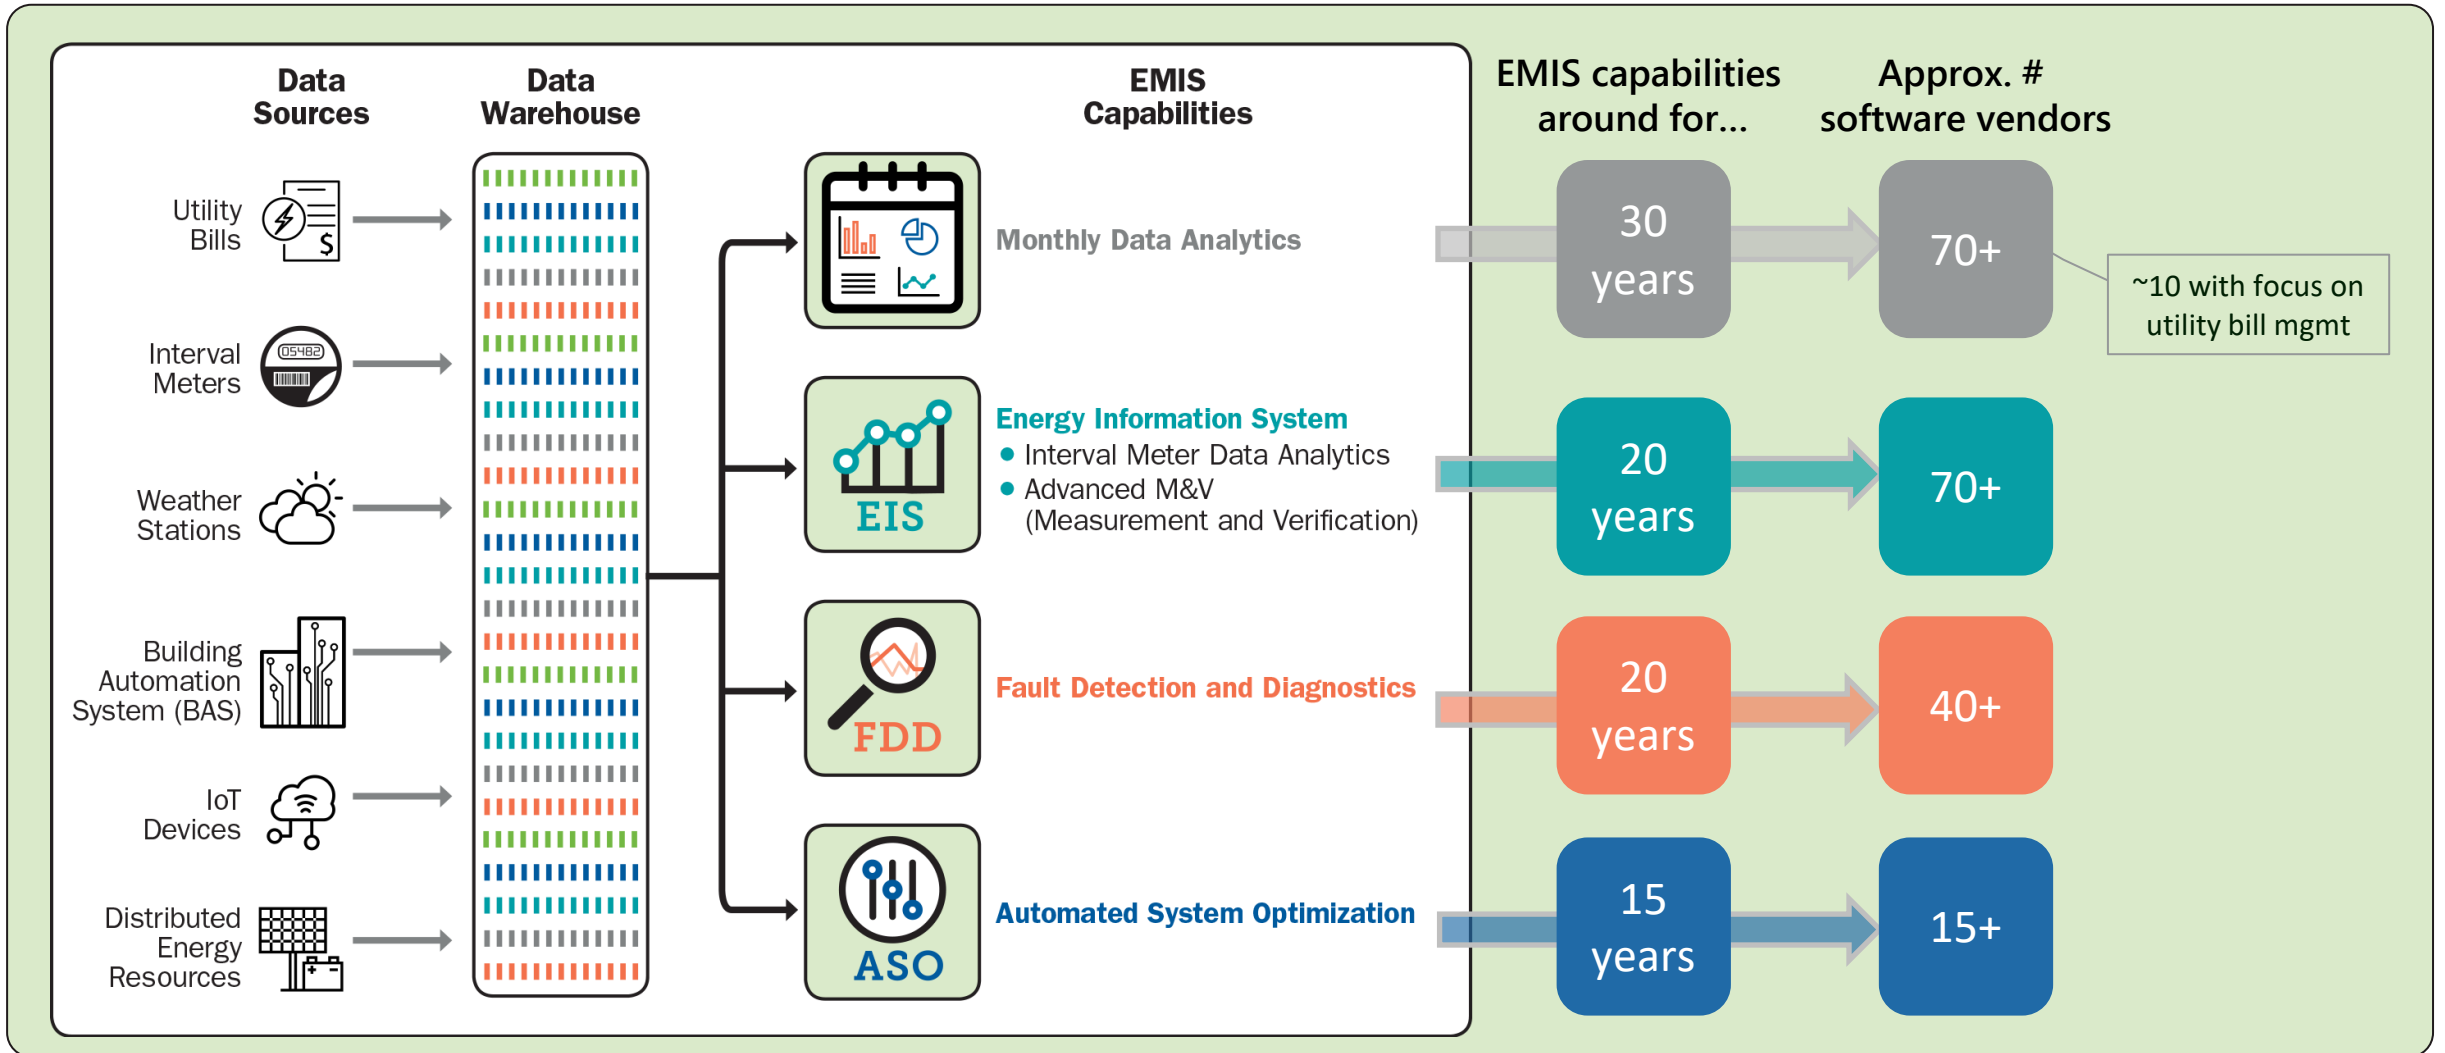 Data
Sources
Data
Warehouse
EMIS
Capabilities
EMIS capabilities
around for...
Approx. #
software vendors
Utility
Bills
$
Interval
Meters
05482
Weather
Stations
Building
Automation
System (BAS)
IoT
Devices
Distributed
Energy
Resources
Monthly Data Analytics
30
years
70+
~10 with focus on
utility bill mgmt
EIS
Energy Information System
● Interval Meter Data Analytics
● Advanced M&V
(Measurement and Verification)
20
years
70+
FDD
Fault Detection and Diagnostics
20
years
40+
ASO
Automated System Optimization
15
years
15+